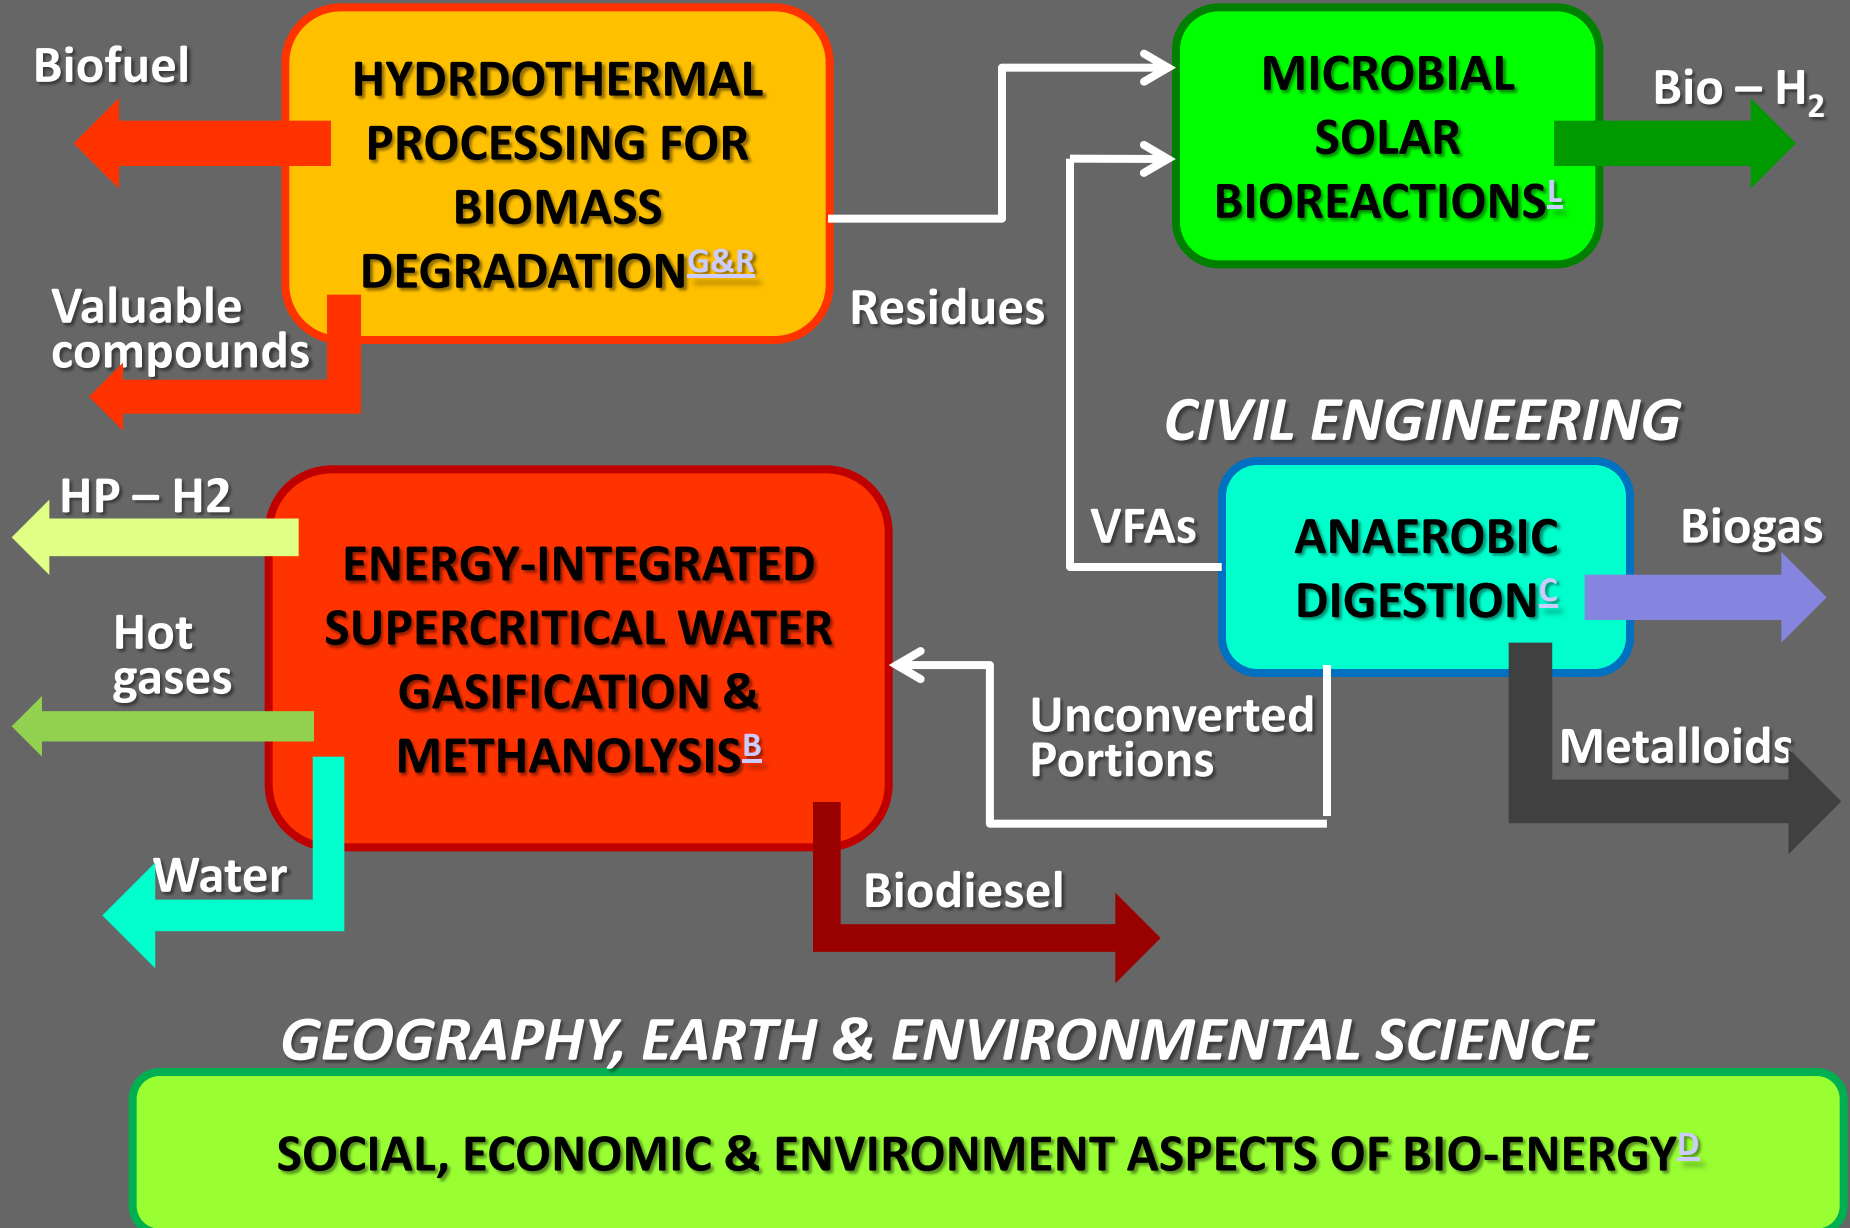 Biofuel
HYDRDOTHERMAL
PROCESSING FOR
BIOMASS
DEGRADATIONG&R
Valuable
compounds
Residues
MICROBIAL
SOLAR
BIOREACTIONSL
Bio – H2
CIVIL ENGINEERING
HP – H2
Hot
gases
Water
ENERGY-INTEGRATED
SUPERCRITICAL WATER
GASIFICATION &
METHANOLYSISB
Biodiesel
VFAs
ANAEROBIC
DIGESTIONC
Biogas
Unconverted
Portions
Metalloids
GEOGRAPHY, EARTH & ENVIRONMENTAL SCIENCE
SOCIAL, ECONOMIC & ENVIRONMENT ASPECTS OF BIO-ENERGYD